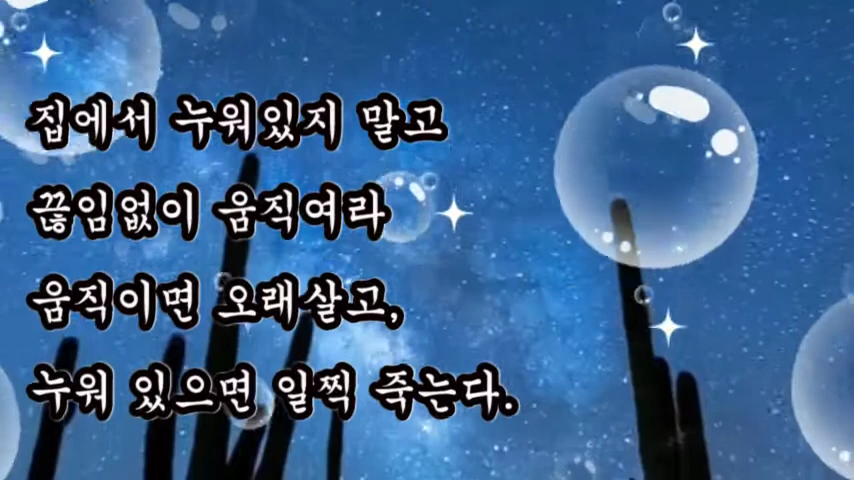 집에서 누워있지 말고
끊임없이 움직여라
움직이면 오래살고,
누워 있으면 일찍 죽는다.